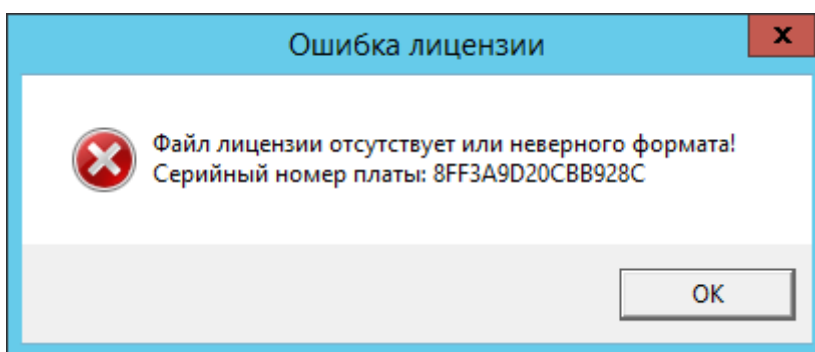 Ошибка лицензии
x
Файл лицензии отсутствует или неверного формата!
Серийный номер платы: 8FF3A9D20CBB928C
OK